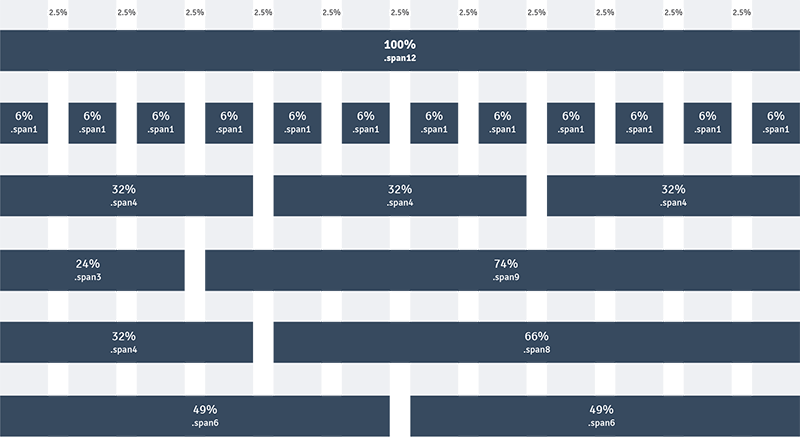 2.5% 2.5% 2.5% 2.5% 2.5% 2.5% 2.5% 2.5% 2.5% 2.5% 2.5%
100%
.span12
6% 6% 6% 6% 6% 6% 6% 6% 6% 6% 6% 6%
.span1 .span1 .span1 .span1 .span1 .span1 .span1 .span1 .span1 .span1 .span1 .span1
32% 32% 32%
.span4 .span4 .span4
24% 74%
.span3 .span9
32% 66%
.span4 .span8
49% 49%
.span6 .span6